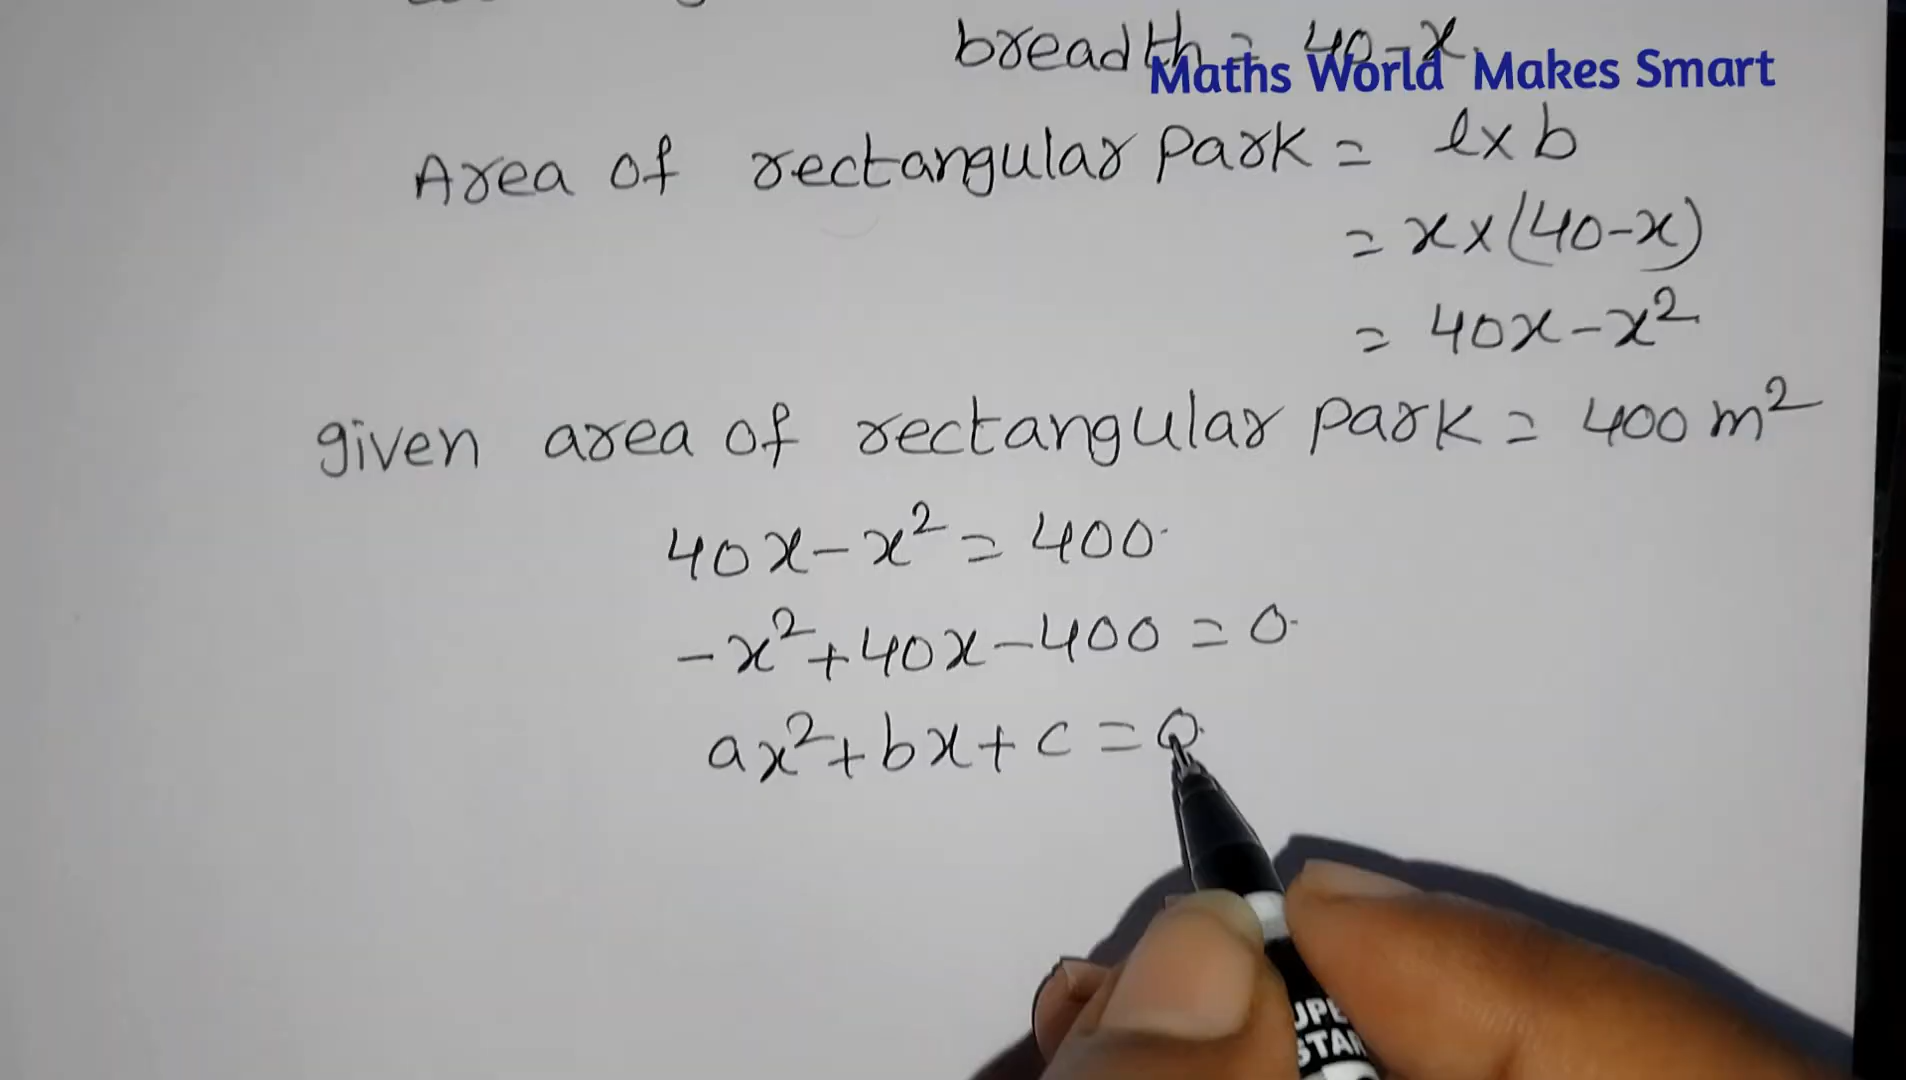 breadth = 40-x
Maths World Makes Smart
Area of rectangular Park = l×b
= x×(40-x)
= 40x-x²
given area of rectangular park = 400 m²
40x-x² = 400.
-x²+40x-400 = 0.
ax²+bx+c = 0.